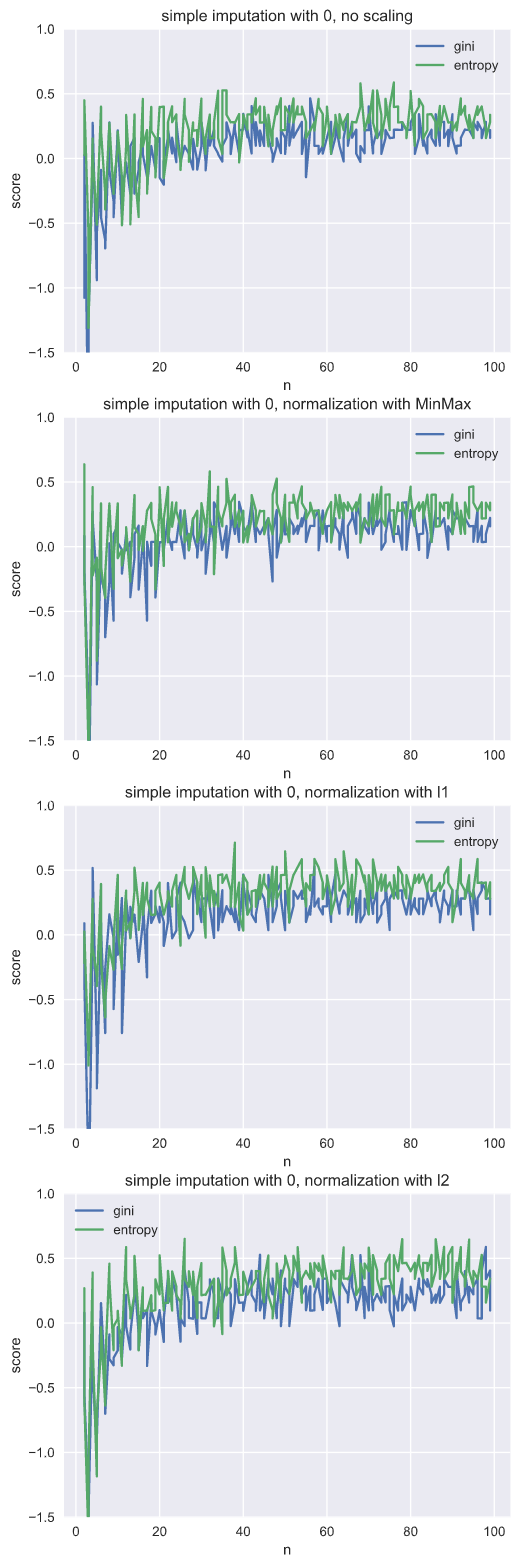 simple imputation with 0, no scaling
1.0
gini
entropy
0.5
0.0
score
−0.5
−1.0
−1.5
0 20 40 60 80 100
n
simple imputation with 0, normalization with MinMax
1.0
gini
entropy
0.5
0.0
score
−0.5
−1.0
−1.5
0 20 40 60 80 100
n
simple imputation with 0, normalization with l1
1.0
gini
entropy
0.5
0.0
score
−0.5
−1.0
−1.5
0 20 40 60 80 100
n
simple imputation with 0, normalization with l2
1.0
gini
entropy
0.5
0.0
score
−0.5
−1.0
−1.5
0 20 40 60 80 100
n